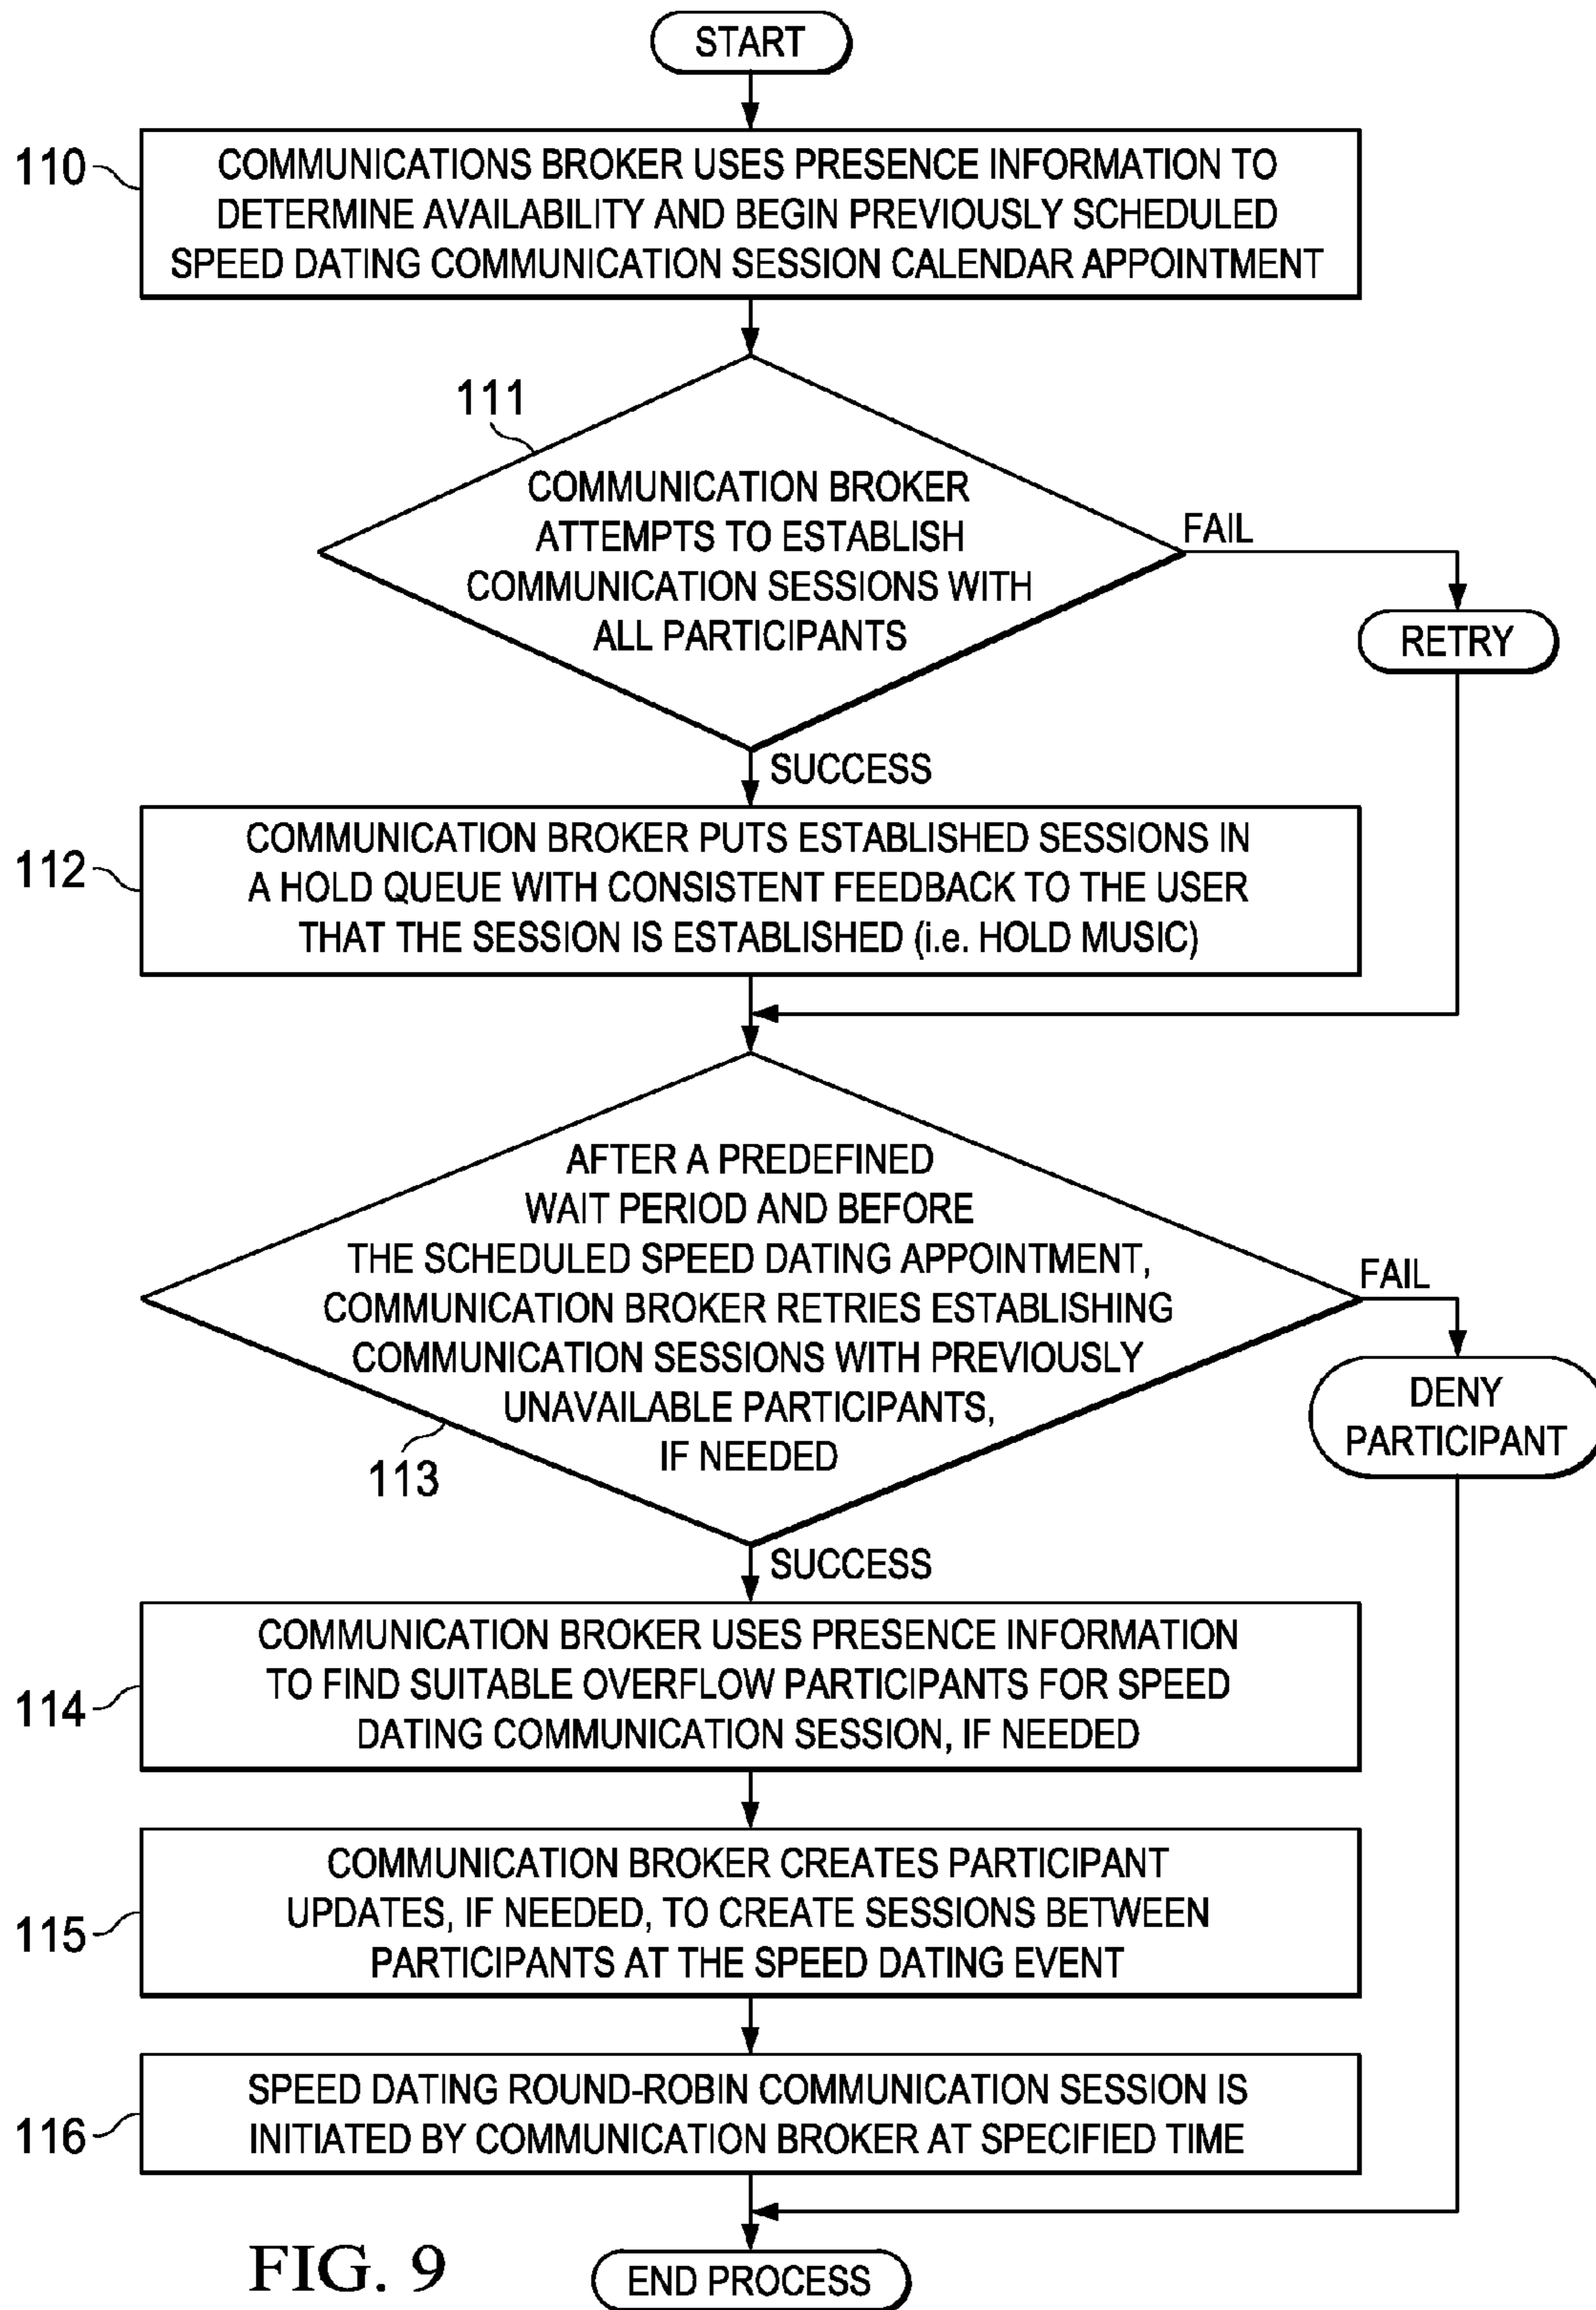 START
110
COMMUNICATIONS BROKER USES PRESENCE INFORMATION TO
DETERMINE AVAILABILITY AND BEGIN PREVIOUSLY SCHEDULED
SPEED DATING COMMUNICATION SESSION CALENDAR APPOINTMENT
111
COMMUNICATION BROKER
ATTEMPTS TO ESTABLISH
COMMUNICATION SESSIONS WITH
ALL PARTICIPANTS
FAIL
RETRY
SUCCESS
112
COMMUNICATION BROKER PUTS ESTABLISHED SESSIONS IN
A HOLD QUEUE WITH CONSISTENT FEEDBACK TO THE USER
THAT THE SESSION IS ESTABLISHED (i.e. HOLD MUSIC)
AFTER A PREDEFINED
WAIT PERIOD AND BEFORE
THE SCHEDULED SPEED DATING APPOINTMENT,
COMMUNICATION BROKER RETRIES ESTABLISHING
COMMUNICATION SESSIONS WITH PREVIOUSLY
UNAVAILABLE PARTICIPANTS,
IF NEEDED
113
FAIL
DENY
PARTICIPANT
SUCCESS
114
COMMUNICATION BROKER USES PRESENCE INFORMATION
TO FIND SUITABLE OVERFLOW PARTICIPANTS FOR SPEED
DATING COMMUNICATION SESSION, IF NEEDED
115
COMMUNICATION BROKER CREATES PARTICIPANT
UPDATES, IF NEEDED, TO CREATE SESSIONS BETWEEN
PARTICIPANTS AT THE SPEED DATING EVENT
116
SPEED DATING ROUND-ROBIN COMMUNICATION SESSION IS
INITIATED BY COMMUNICATION BROKER AT SPECIFIED TIME
FIG. 9
END PROCESS